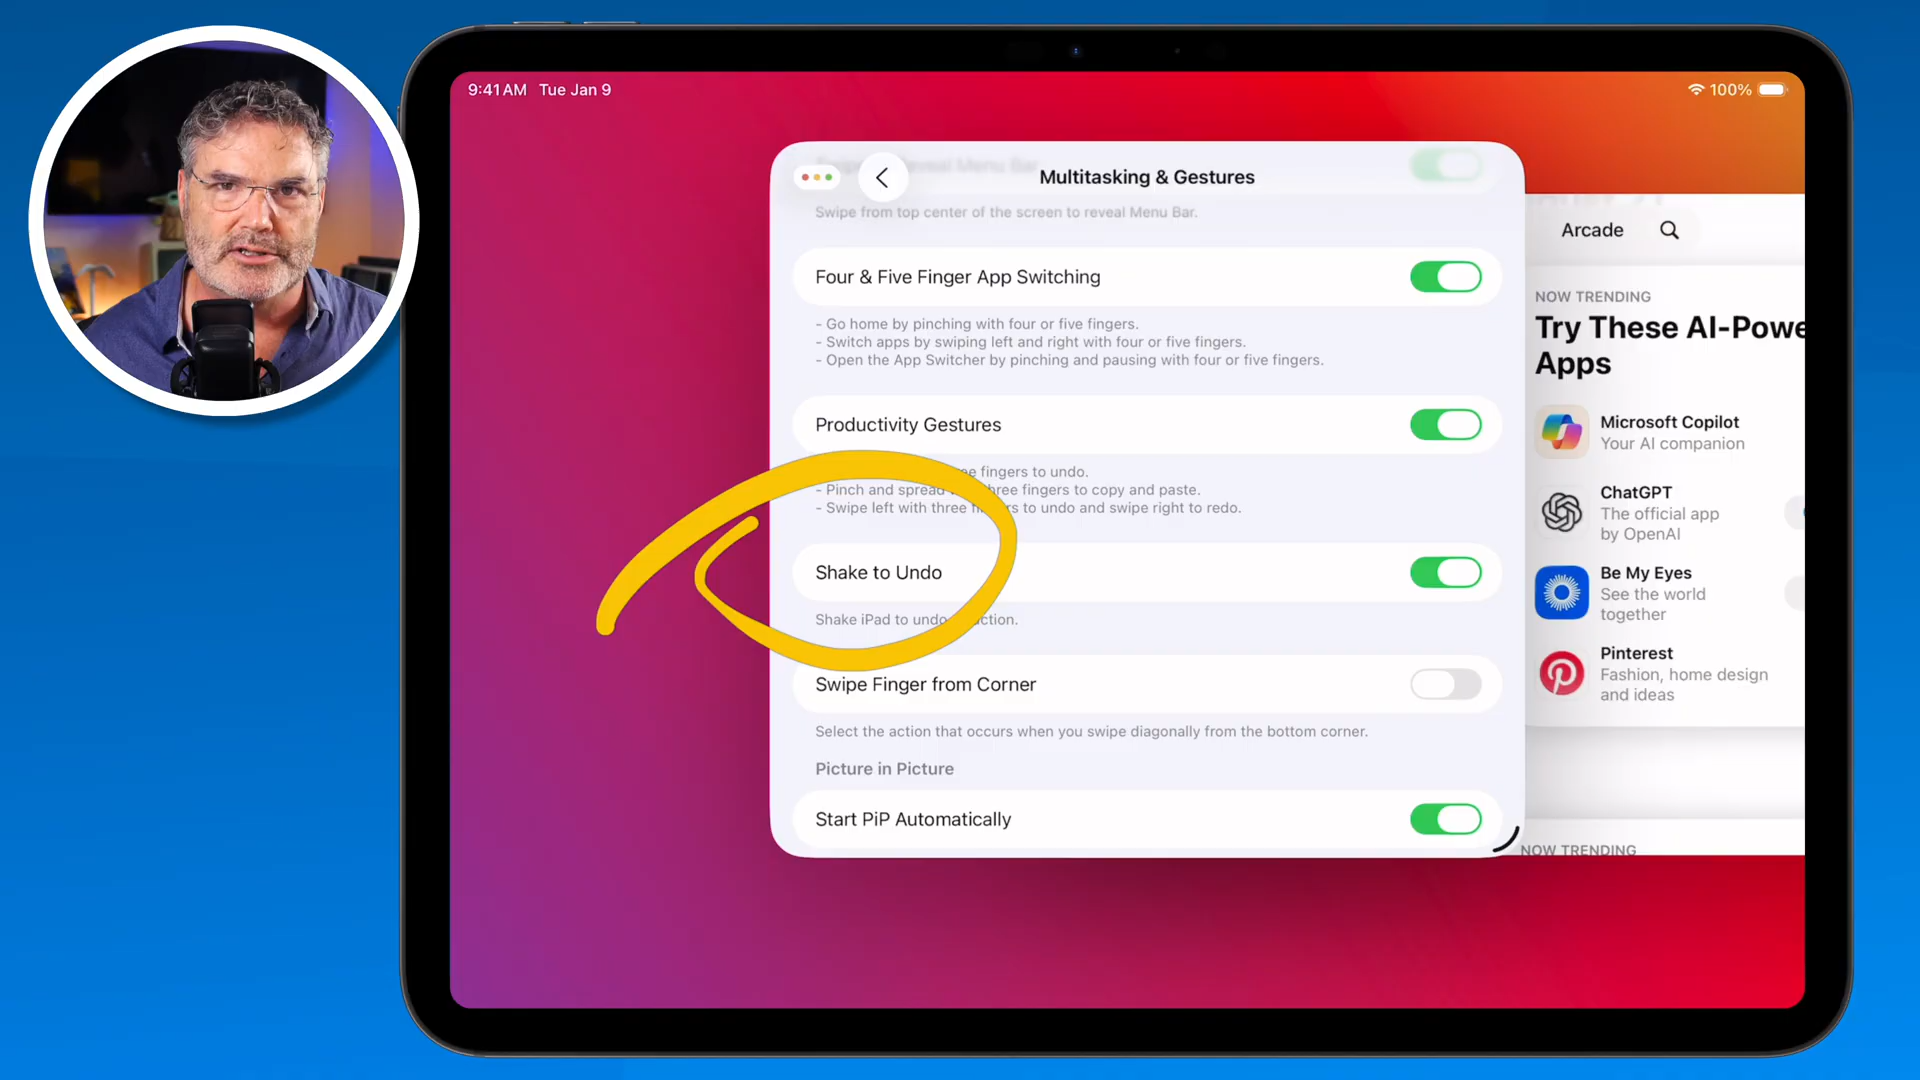 9:41 AM Tue Jan 9
100%
Multitasking & Gestures
Swipe from top center of the screen to reveal Menu Bar.
Four & Five Finger App Switching
- Go home by pinching with four or five fingers.
- Switch apps by swiping left and right with four or five fingers.
- Open the App Switcher by pinching and pausing with four or five fingers.
Productivity Gestures
fingers to undo.
- Pinch and spread three fingers to copy and paste.
- Swipe left with three fingers to undo and swipe right to redo.
Shake to Undo
Shake iPad to undo action.
Swipe Finger from Corner
Select the action that occurs when you swipe diagonally from the bottom corner.
Picture in Picture
Start PiP Automatically
Arcade
NOW TRENDING
Try These AI-Powe
Apps
Microsoft Copilot
Your AI companion
ChatGPT
The official app
by OpenAI
Be My Eyes
See the world
together
Pinterest
Fashion, home design
and ideas
NOW TRENDING